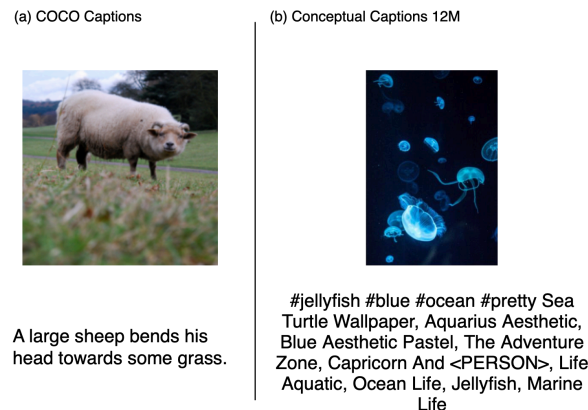 (a) COCO Captions
(b) Conceptual Captions 12M
A large sheep bends his
head towards some grass.
#jellyfish #blue #ocean #pretty Sea
Turtle Wallpaper, Aquarius Aesthetic,
Blue Aesthetic Pastel, The Adventure
Zone, Capricorn And <PERSON>, Life
Aquatic, Ocean Life, Jellyfish, Marine
Life